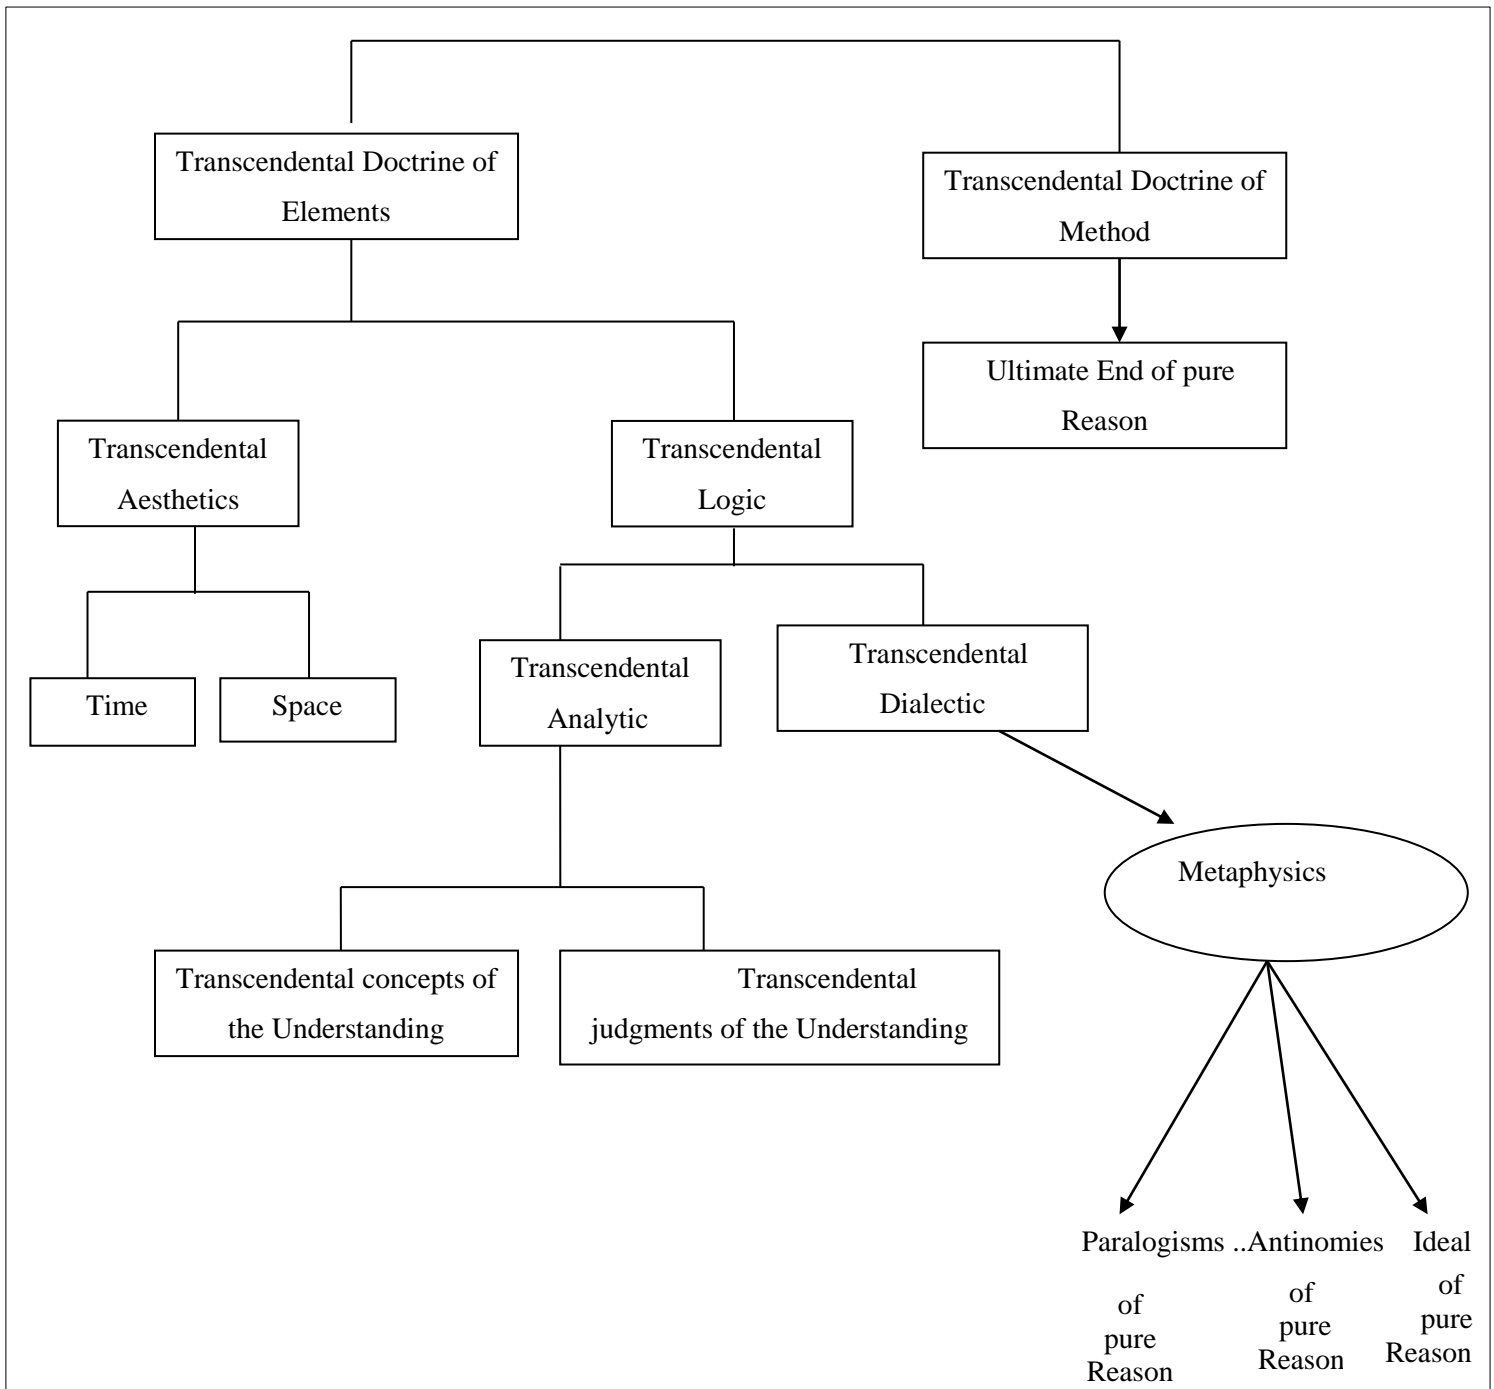 Transcendental Doctrine of
Elements
Transcendental Doctrine of
Method
Ultimate End of pure
Reason
Transcendental
Aesthetics
Transcendental
Logic
Time
Space
Transcendental
Analytic
Transcendental
Dialectic
Metaphysics
Transcendental concepts of
the Understanding
Transcendental
judgments of the Understanding
Paralogisms ..Antinomies
of
pure
Reason
of
pure
Reason
Ideal
of
pure
Reason